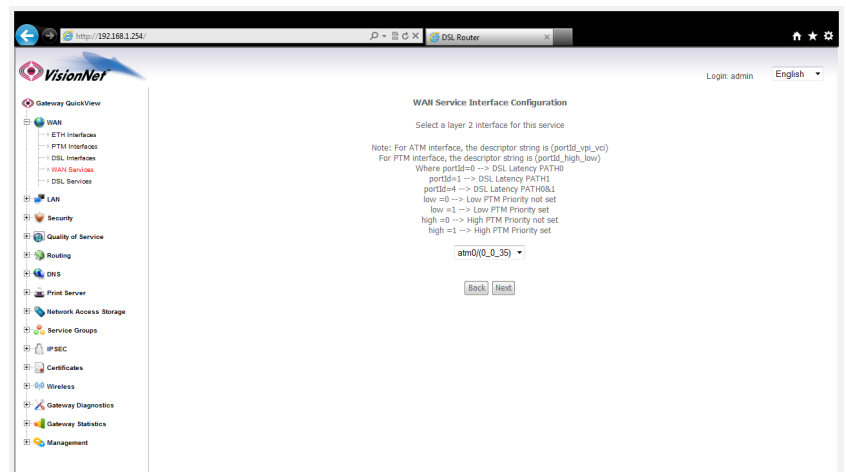 http://192.168.1.254/
DSL Router
VisionNet
Login: admin
English
Gateway QuickView
WAN
ETH Interfaces
PTM Interfaces
DSL Interfaces
WAN Services
DSL Services
LAN
Security
Quality of Service
Routing
DNS
Print Server
Network Access Storage
Service Groups
IPSEC
Certificates
Wireless
Gateway Diagnostics
Gateway Statistics
Management
WAN Service Interface Configuration
Select a layer 2 interface for this service
Note: For ATM interface, the descriptor string is (portId_vpi_vci)
For PTM interface, the descriptor string is (portId_high_low)
Where portId=0 --> DSL Latency PATH0
portId=1 --> DSL Latency PATH1
portId=4 --> DSL Latency PATH0&1
low =0 --> Low PTM Priority not set
low =1 --> Low PTM Priority set
high =0 --> High PTM Priority not set
high =1 --> High PTM Priority set
atm0/(0_0_35)
Back Next